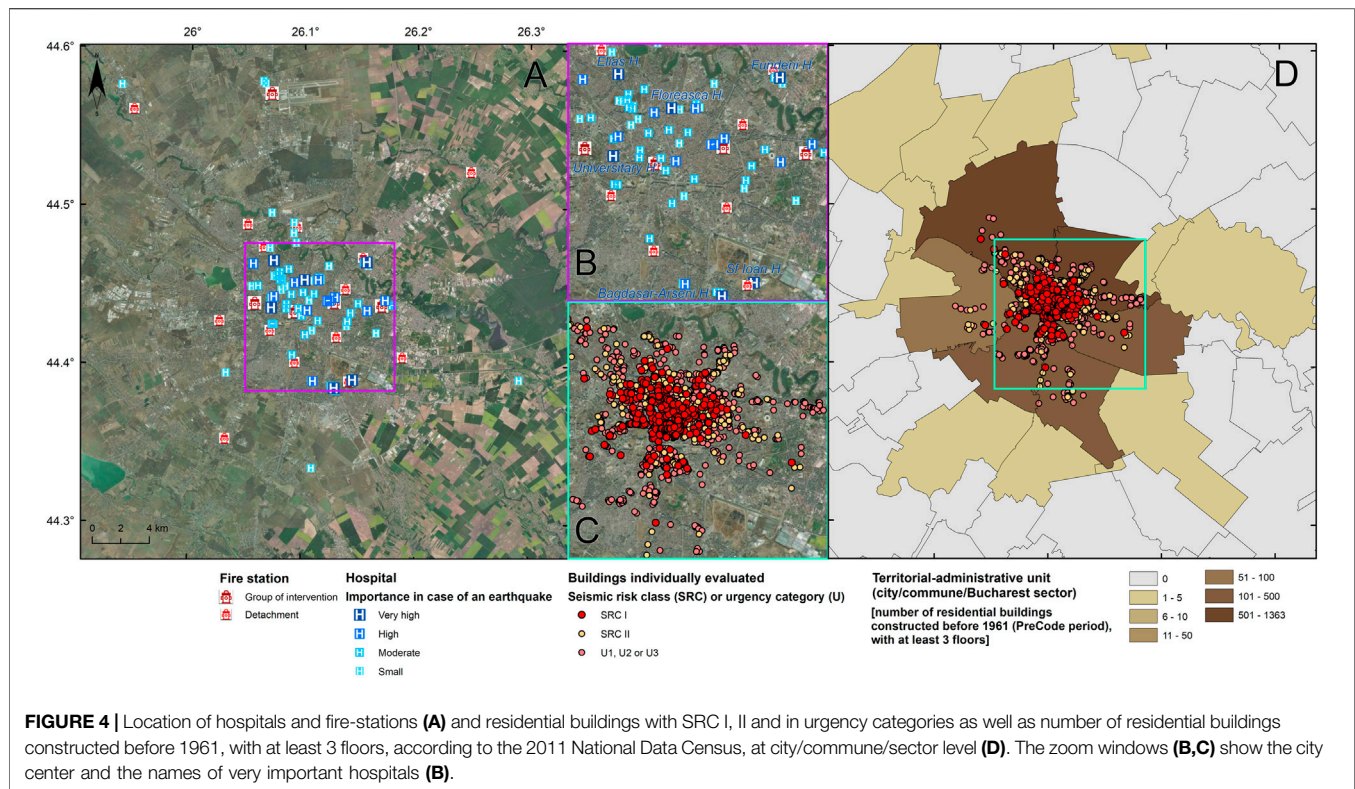 26°
26.1°
26.2°
26.3°
44.6°
44.5°
44.4°
44.3°
A
0 2 4 km
Elias H.
Fundeni H.
Floreasca H.
Universitary H.
Sf Ioan H.
Bagdasar-Arseni H.
B
C
D
Fire station
Group of intervention
Detachment
Hospital
Importance in case of an earthquake
Very high
High
Moderate
Small
Buildings individually evaluated
Seismic risk class (SRC) or urgency category (U)
SRC I
SRC II
U1, U2 or U3
Territorial-administrative unit
(city/commune/Bucharest sector)
[number of residential buildings
constructed before 1961 (PreCode period),
with at least 3 floors]
0
1 - 5
6 - 10
11 - 50
51 - 100
101 - 500
501 - 1363
FIGURE 4 | Location of hospitals and fire-stations (A) and residential buildings with SRC I, II and in urgency categories as well as number of residential buildings
constructed before 1961, with at least 3 floors, according to the 2011 National Data Census, at city/commune/sector level (D). The zoom windows (B,C) show the city
center and the names of very important hospitals (B).